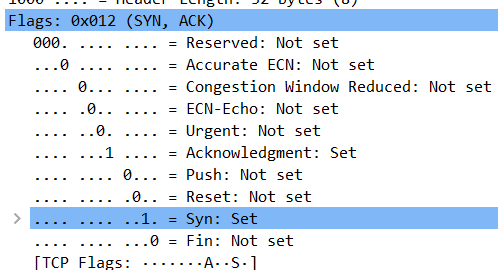 1000 .... = Header Length: 32 bytes (8)
Flags: 0x012 (SYN, ACK)
000. .... .... = Reserved: Not set
...0 .... .... = Accurate ECN: Not set
.... 0... .... = Congestion Window Reduced: Not set
.... .0.. .... = ECN-Echo: Not set
.... ..0. .... = Urgent: Not set
.... ...1 .... = Acknowledgment: Set
.... .... 0... = Push: Not set
.... .... .0.. = Reset: Not set
.... .... ..1. = Syn: Set
.... .... ...0 = Fin: Not set
[TCP Flags: ·······A··S·]